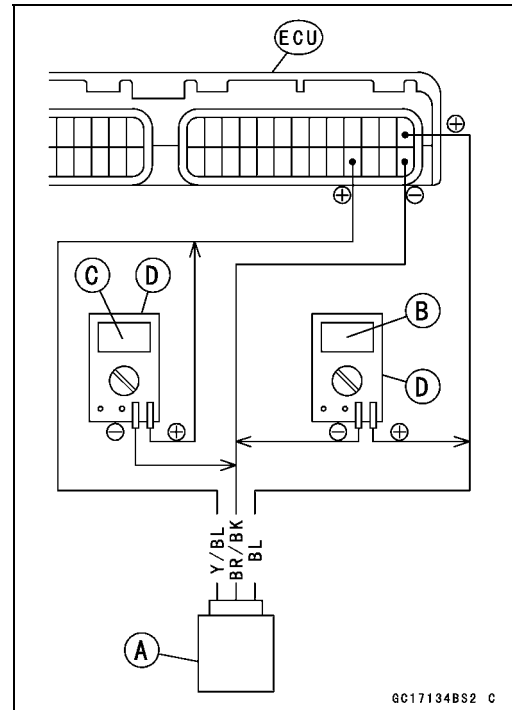 ECU
⊕
⊕ ⊖
C D
B
D
⊖ ⊕
⊖ ⊕
Y/BL
BR/BK
BL
A
GC17134BS2 C